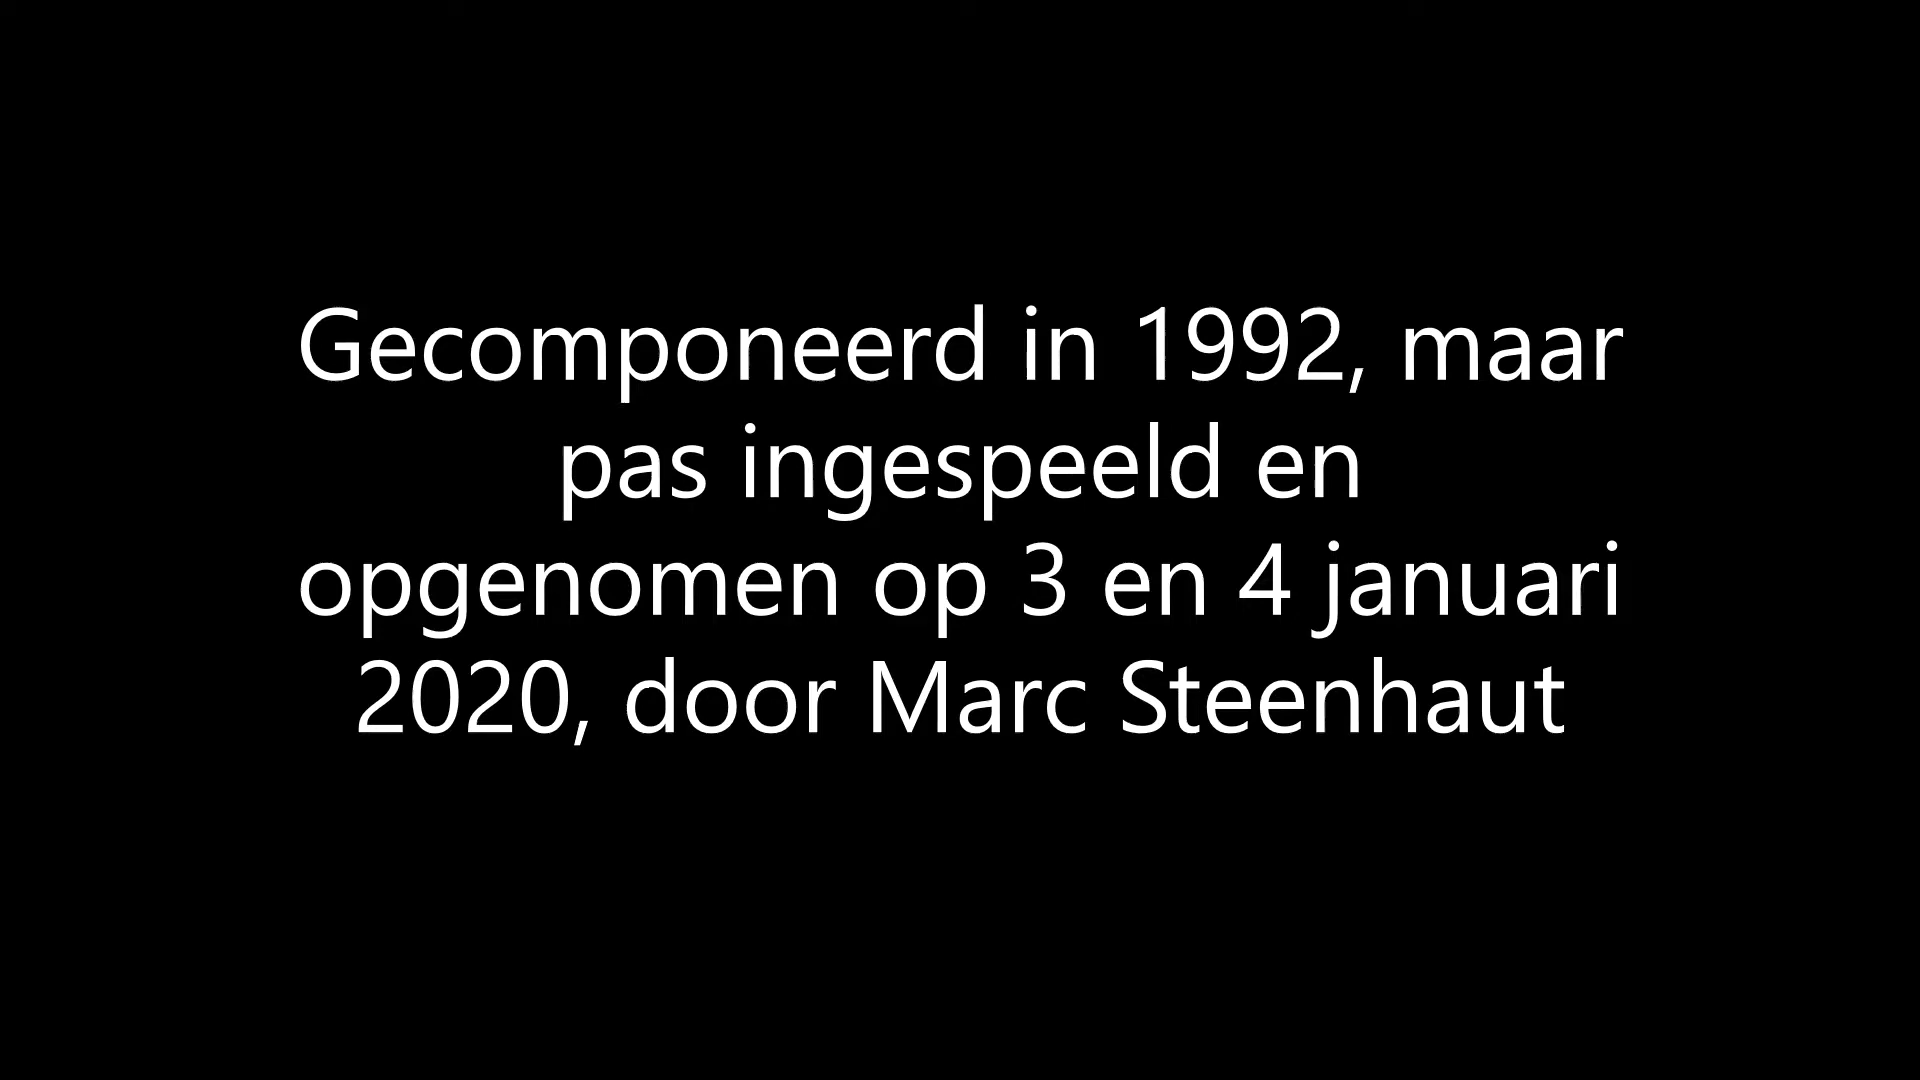 Gecomponeerd in 1992, maar
pas ingespeeld en
opgenomen op 3 en 4 januari
2020, door Marc Steenhaut